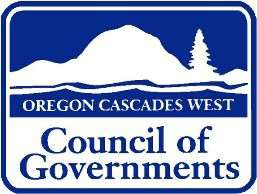 OREGON CASCADES WEST
Council of
Governments